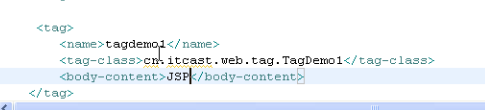 <tag>
<name>tagdemo1</name>
<tag-class>cn.itcast.web.tag.TagDemo1</tag-class>
<body-content>JSP</body-content>
</tag>